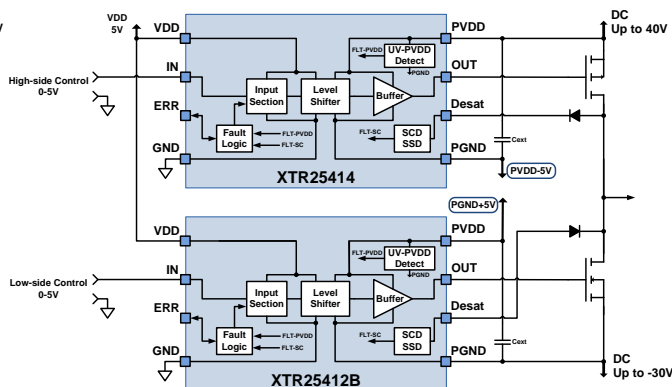 VDD
5V
VDD
PVDD
DC
Up to 40V
FLT-PVDD
UV-PVDD
Detect
PGND
High-side Control
0-5V
IN
Input
Section
Level
Shifter
Buffer
OUT
ERR
Desat
Fault
Logic
FLT-PVDD
FLT-SC
FLT-SC
SCD
SSD
Cext
GND
PGND
XTR25414
PVDD-5V
PGND+5V
VDD
PVDD
FLT-PVDD
UV-PVDD
Detect
PGND
Low-side Control
0-5V
IN
Input
Section
Level
Shifter
Buffer
OUT
ERR
Desat
Fault
Logic
FLT-PVDD
FLT-SC
FLT-SC
SCD
SSD
Cext
GND
PGND
XTR25412B
DC
Up to -30V